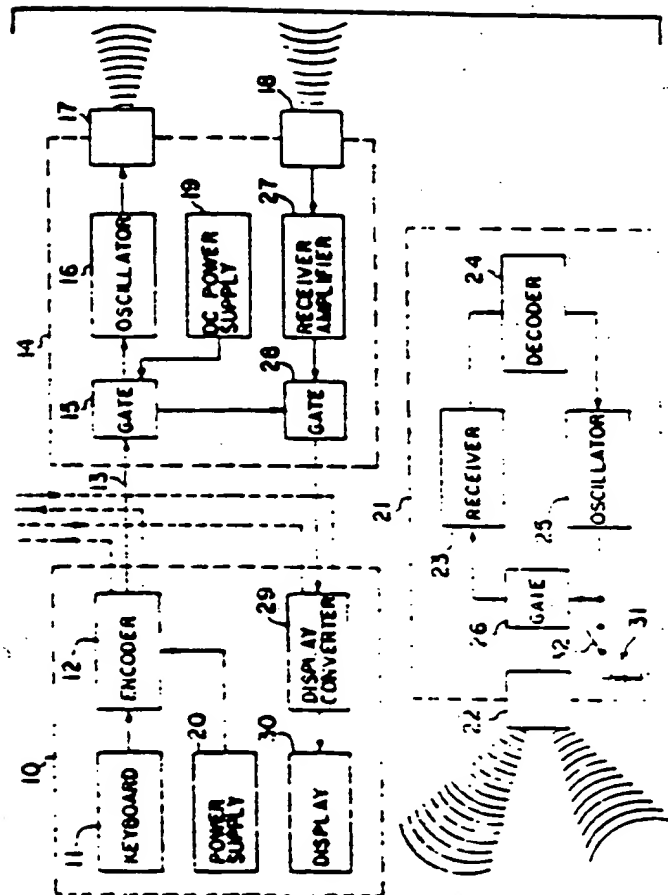 10
11
KEYBOARD
12
ENCODER
20
POWER
SUPPLY
30
DISPLAY
29
DISPLAY
CONVERTER
13
14
15
GATE
16
OSCILLATOR
17
19
DC POWER
SUPPLY
28
GATE
27
RECEIVER
AMPLIFIER
18
21
22
23
RECEIVER
24
DECODER
25
OSCILLATOR
26
GATE
32
31